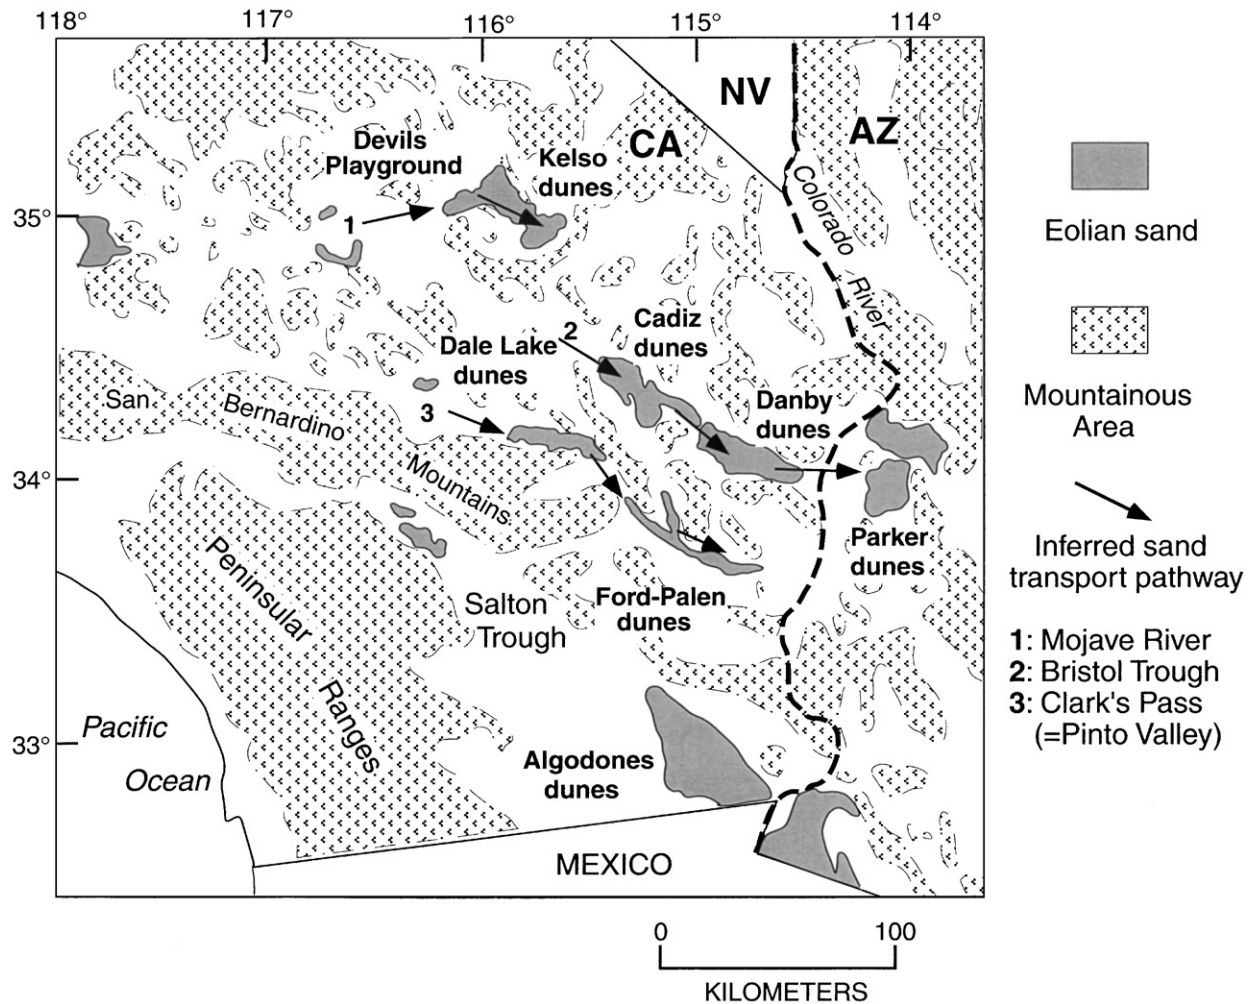 118°
117°
116°
115°
114°
NV
CA
AZ
Devils
Playground
Kelso
dunes
Colorado
River
35°
1
Eolian sand
Cadiz
dunes
2
Dale Lake
dunes
3
San
Bernardino
Mountains
Danby
dunes
Mountainous
Area
34°
Parker
dunes
Inferred sand
transport pathway
Peninsular
Ranges
Salton
Trough
Ford-Palen
dunes
1: Mojave River
2: Bristol Trough
3: Clark's Pass
(=Pinto Valley)
33°
Pacific
Ocean
Algodones
dunes
MEXICO
0
100
KILOMETERS